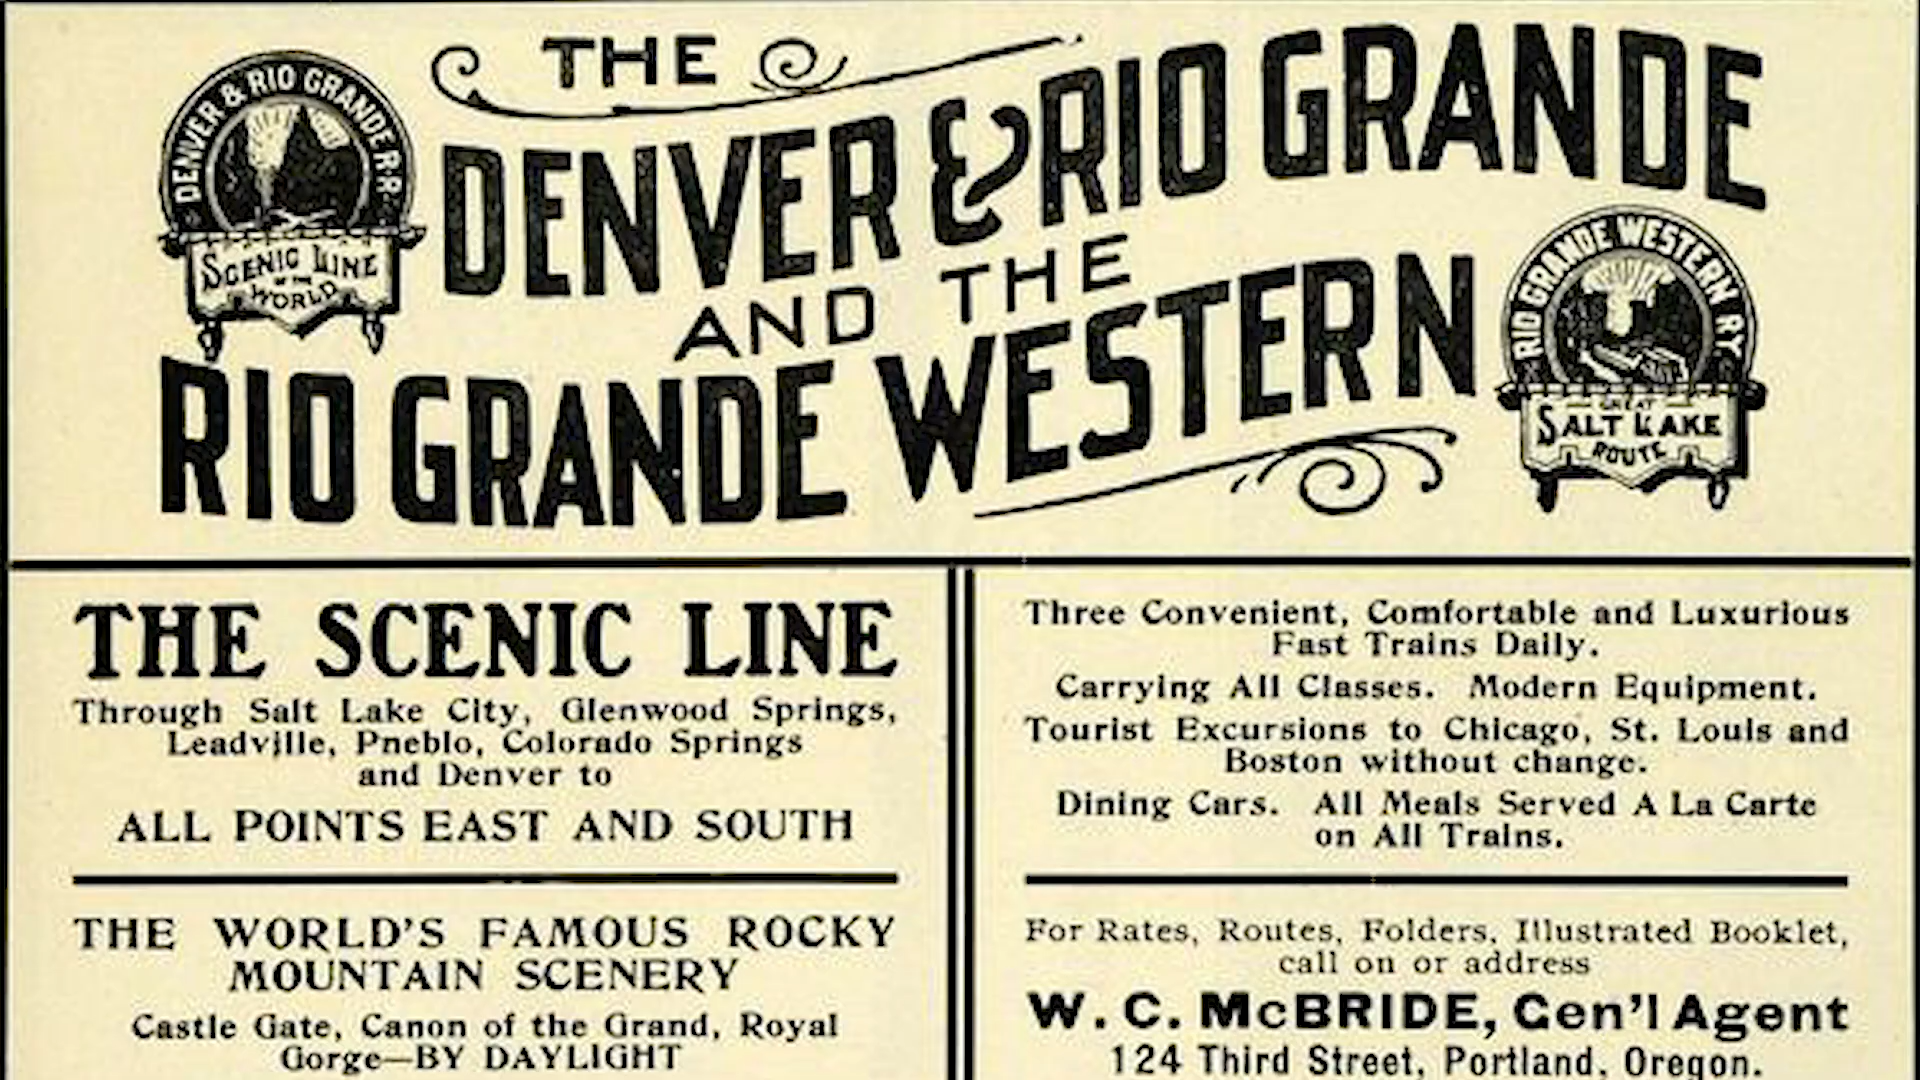 THE
DENVER & RIO GRANDE
AND THE
RIO GRANDE WESTERN
DENVER & RIO GRANDE R.R.
SCENIC LINE
OF THE
WORLD
RIO GRANDE WESTERN RY
GREAT
SALT LAKE
ROUTE
THE SCENIC LINE
Through Salt Lake City, Glenwood Springs,
Leadville, Pueblo, Colorado Springs
and Denver to
ALL POINTS EAST AND SOUTH
THE WORLD'S FAMOUS ROCKY
MOUNTAIN SCENERY
Castle Gate, Canon of the Grand, Royal
Gorge—BY DAYLIGHT
Three Convenient, Comfortable and Luxurious
Fast Trains Daily.
Carrying All Classes. Modern Equipment.
Tourist Excursions to Chicago, St. Louis and
Boston without change.
Dining Cars. All Meals Served A La Carte
on All Trains.
For Rates, Routes, Folders, Illustrated Booklet,
call on or address
W. C. McBRIDE, Gen'l Agent
124 Third Street, Portland, Oregon.